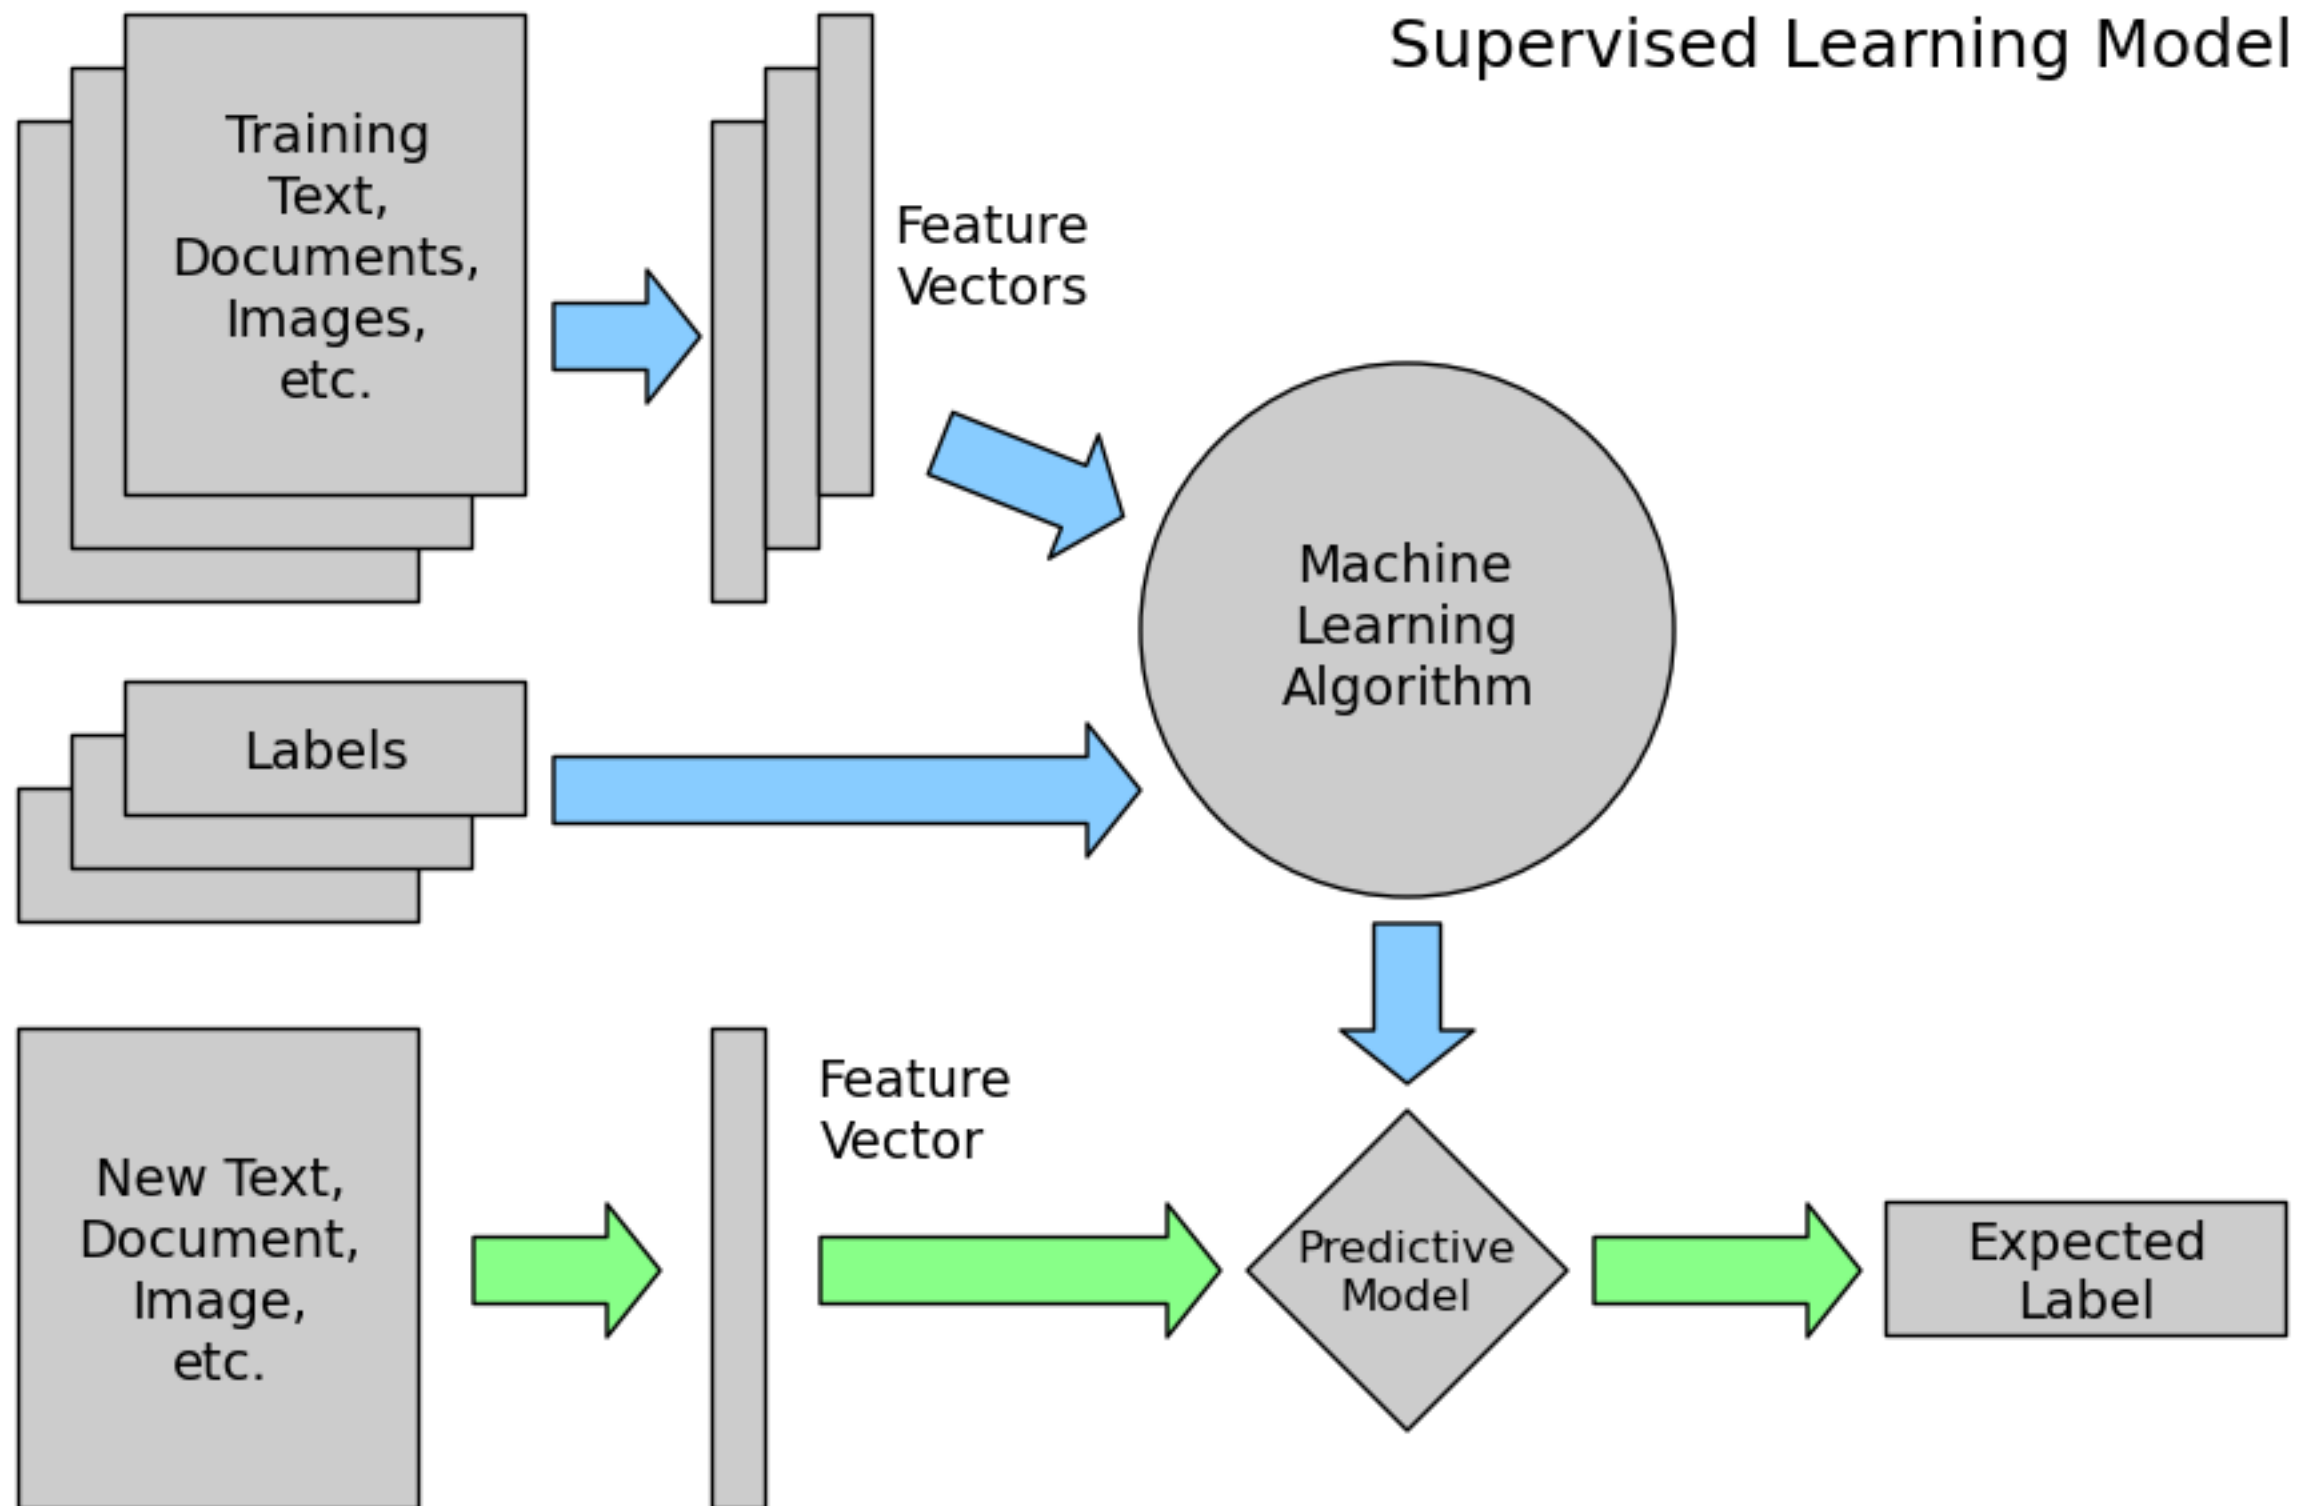 Supervised Learning Model
Training
Text,
Documents,
Images,
etc.
Feature
Vectors
Machine
Learning
Algorithm
Labels
New Text,
Document,
Image,
etc.
Feature
Vector
Predictive
Model
Expected
Label